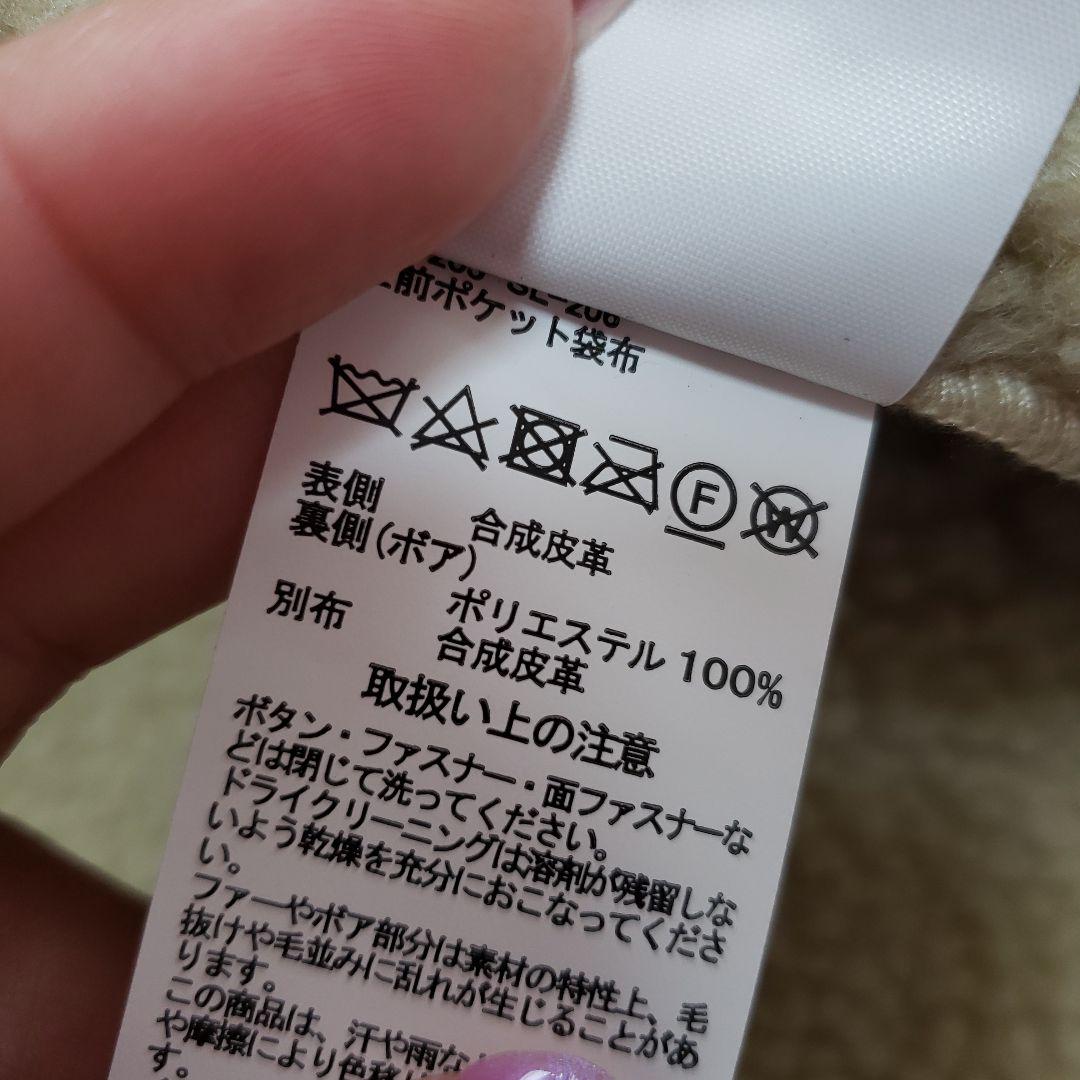 SL-206
前ポケット袋布
F
W
表側 合成皮革
裏側(ボア)
ポリエステル 100%
別布 合成皮革
取扱い上の注意
ボタン・ファスナー・面ファスナーな
どは閉じて洗ってください。
ドライクリーニングは溶剤が残留しな
いよう乾燥を充分におこなってくださ
い。
ファーやボア部分は素材の特性上、毛
抜けや毛並みに乱れが生じることがあ
ります。
この商品は、汗や雨な
や摩擦により色移
す。